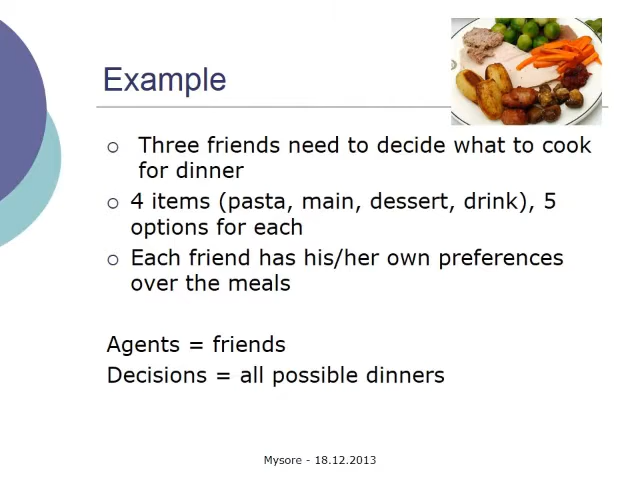 Example
Three friends need to decide what to cook
for dinner
4 items (pasta, main, dessert, drink), 5
options for each
Each friend has his/her own preferences
over the meals
Agents = friends
Decisions = all possible dinners
Mysore - 18.12.2013